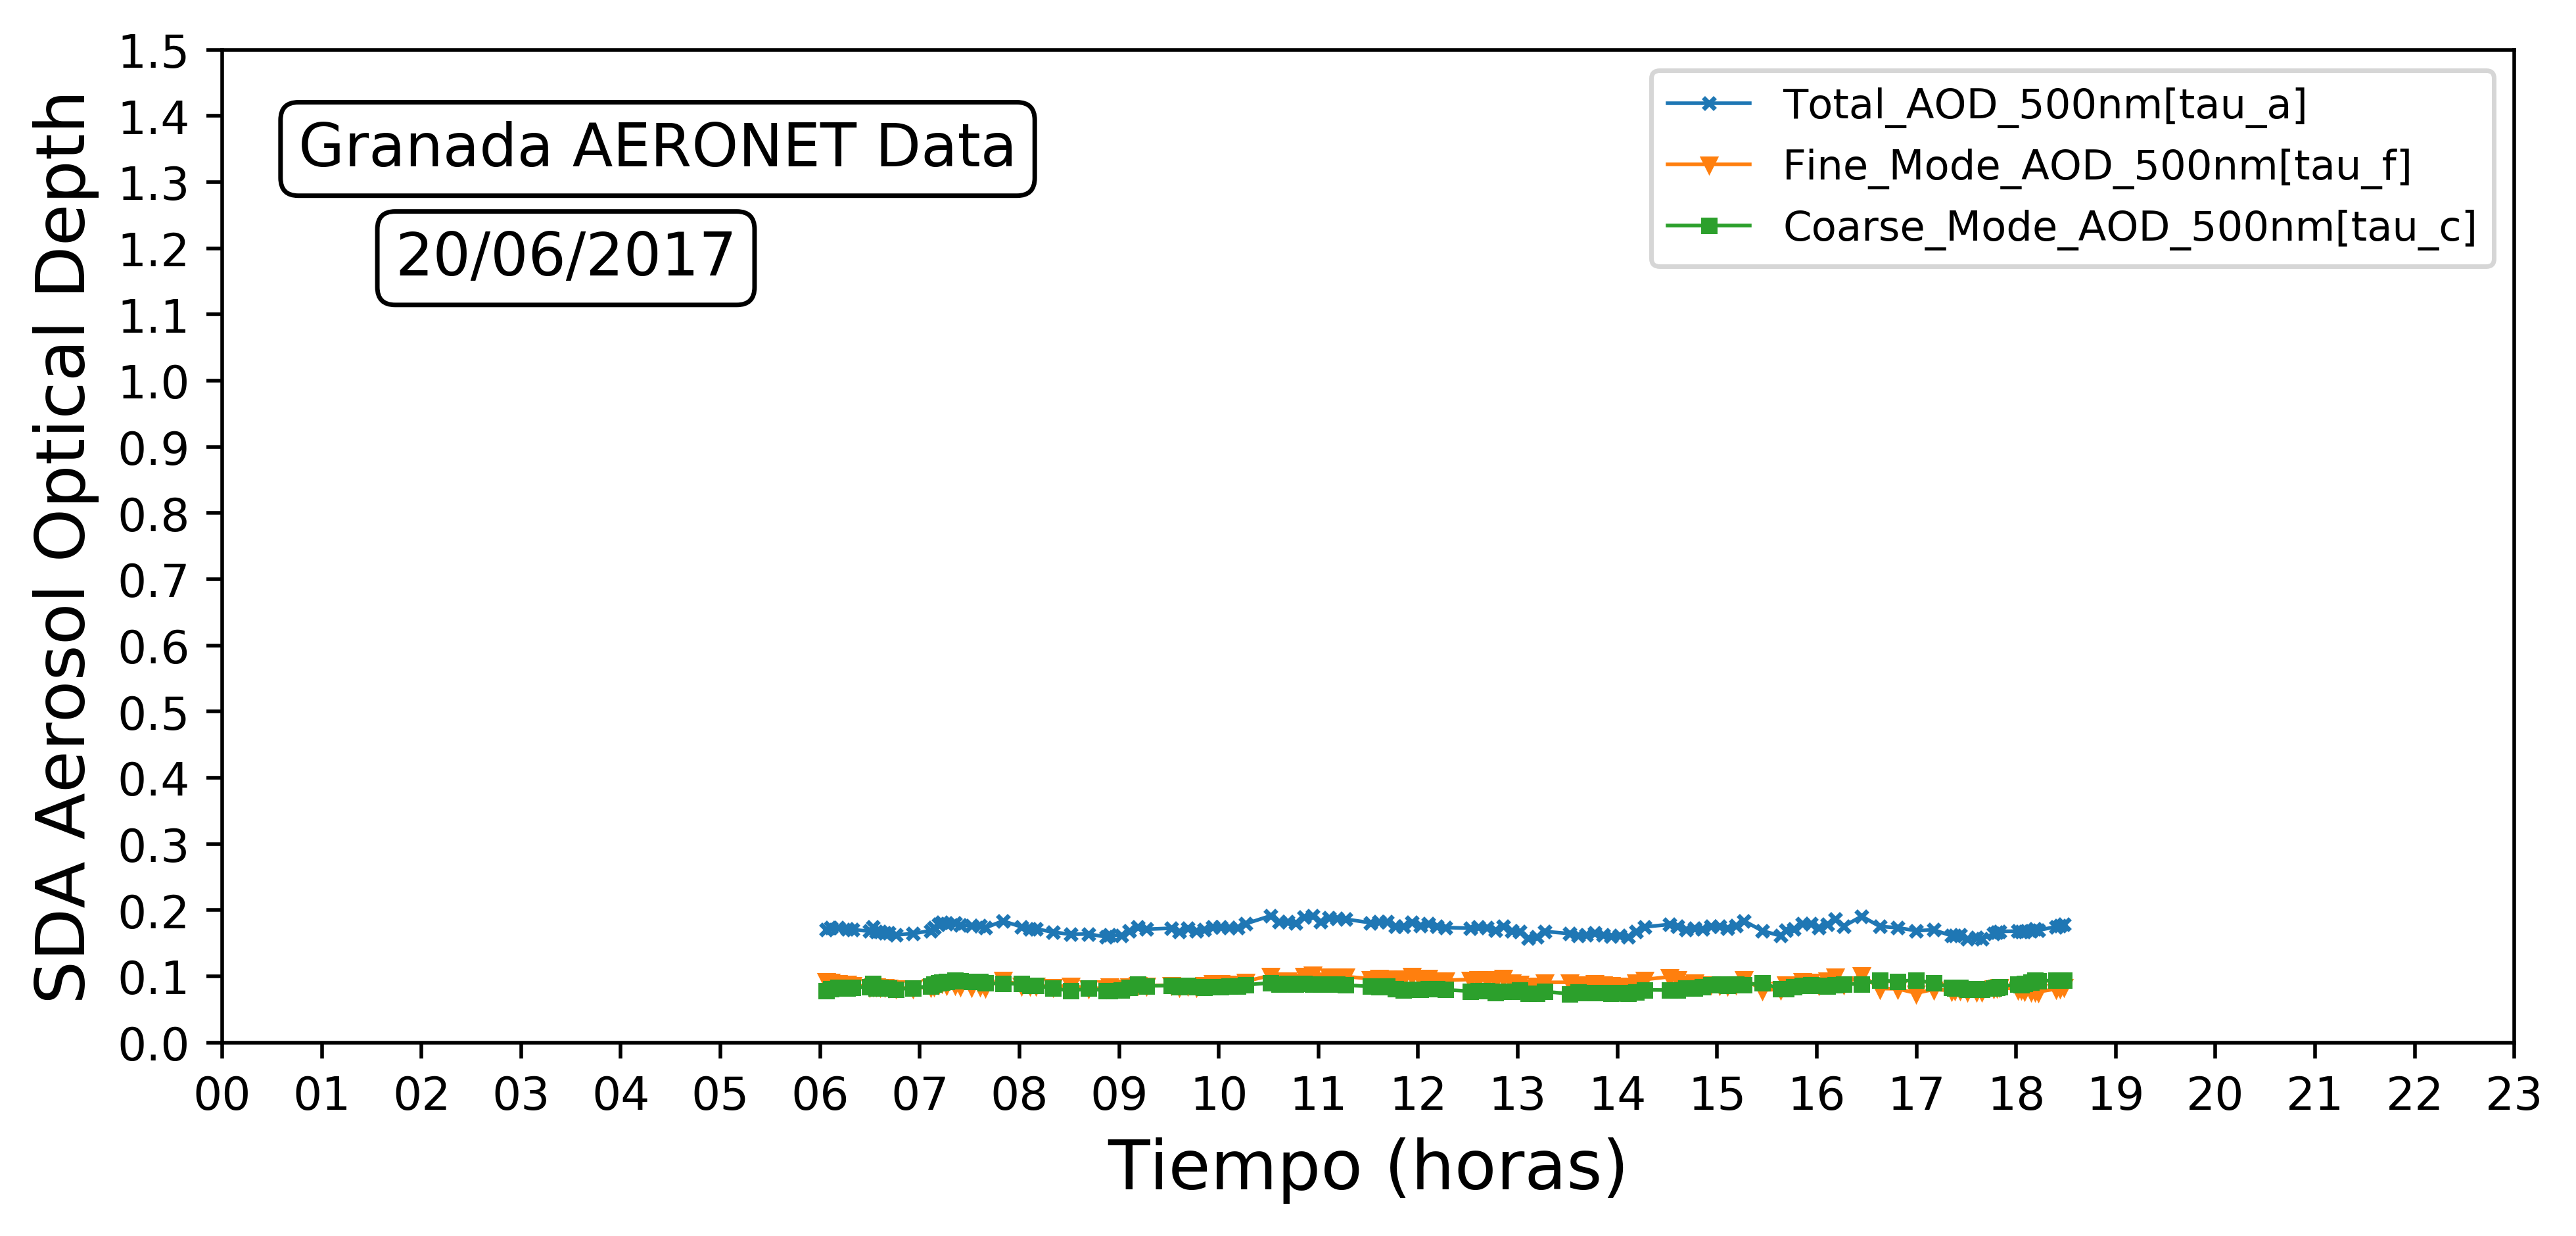 SDA Aerosol Optical Depth
1.5
1.4
1.3
1.2
1.1
1.0
0.9
0.8
0.7
0.6
0.5
0.4
0.3
0.2
0.1
0.0
Granada AERONET Data
20/06/2017
Total_AOD_500nm[tau_a]
Fine_Mode_AOD_500nm[tau_f]
Coarse_Mode_AOD_500nm[tau_c]
00 01 02 03 04 05 06 07 08 09 10 11 12 13 14 15 16 17 18 19 20 21 22 23
Tiempo (horas)